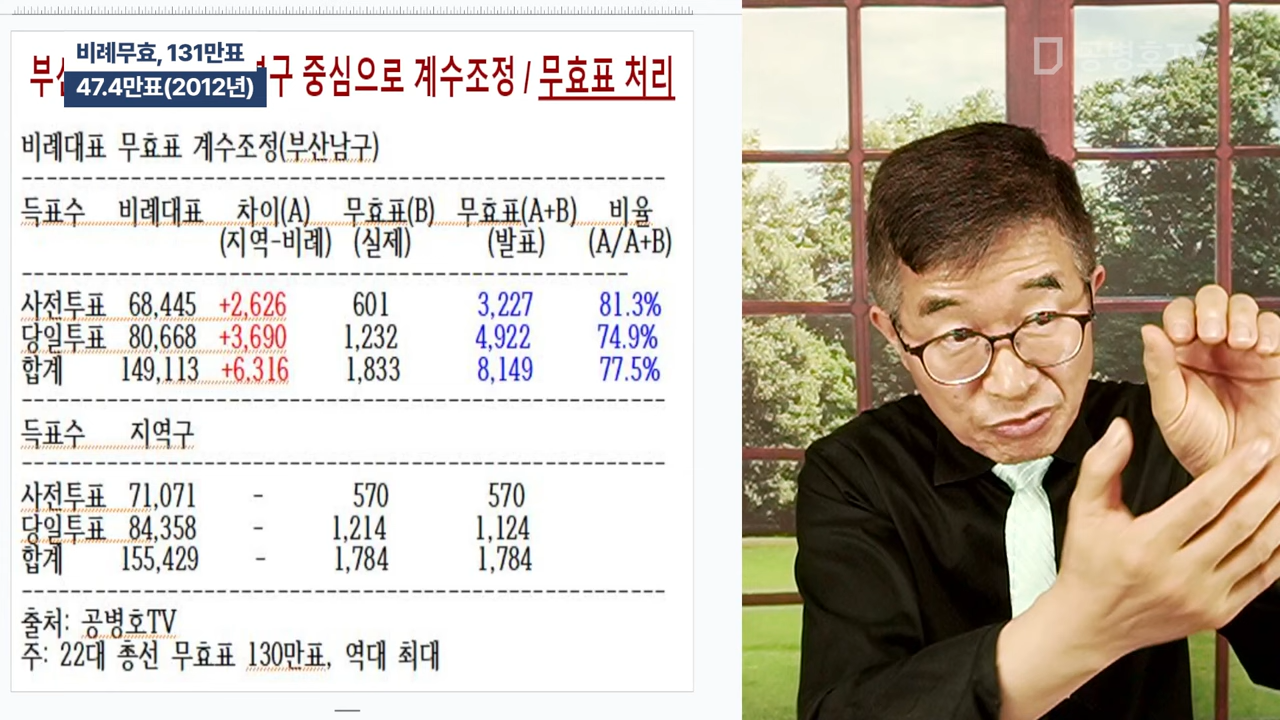 비례무효, 131만표
47.4만표(2012년)
부 구 중심으로 계수조정 / 무효표 처리
비례대표 무효표 계수조정(부산남구)
득표수 비례대표 차이(A) 무효표(B) 무효표(A+B) 비율
(지역-비례) (실제) (발표) (A/A+B)
사전투표 68,445 +2,626 601 3,227 81.3%
당일투표 80,668 +3,690 1,232 4,922 74.9%
합계 149,113 +6,316 1,833 8,149 77.5%
득표수 지역구
사전투표 71,071 - 570 570
당일투표 84,358 - 1,214 1,124
합계 155,429 - 1,784 1,784
출처: 공병호TV
주: 22대 총선 무효표 130만표, 역대 최대
공병호TV